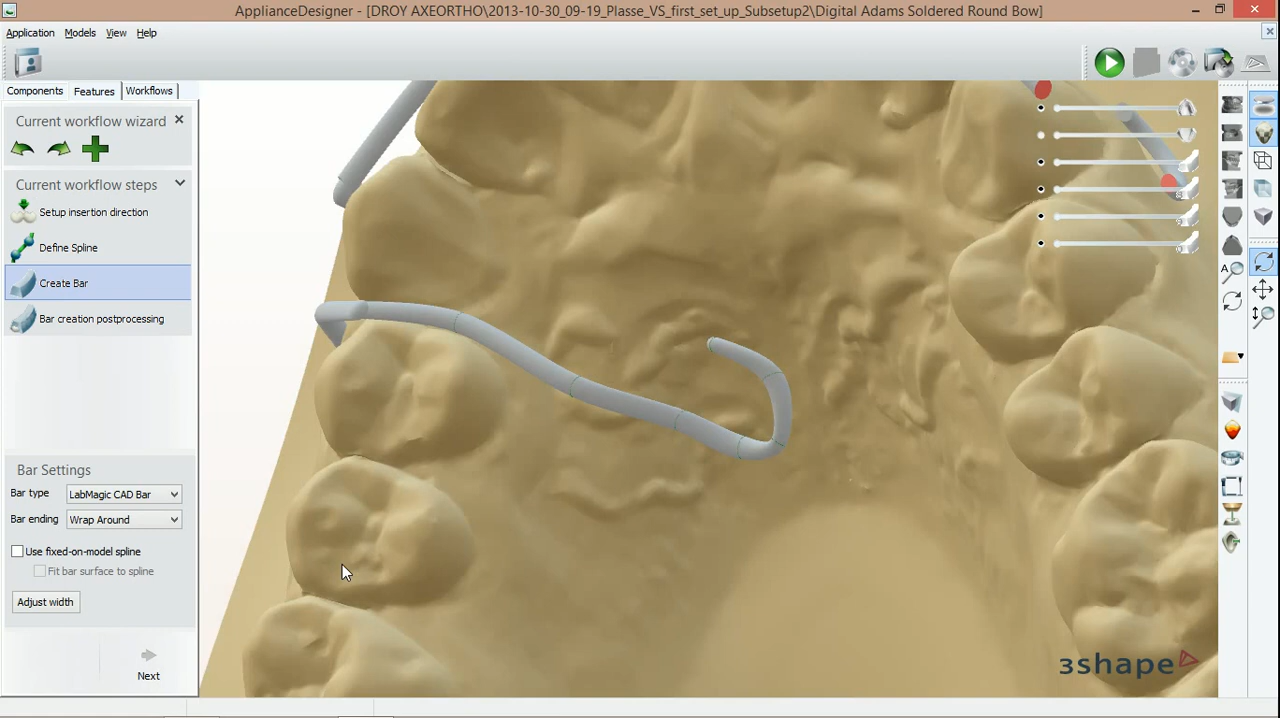 ApplianceDesigner - [DROY AXEORTHO\2013-10-30_09-19_Plasse_VS_first_set_up_Subsetup2\Digital Adams Soldered Round Bow]
Application Models View Help
Components Features Workflows
Current workflow wizard
Current workflow steps
Setup insertion direction
Define Spline
Create Bar
Bar creation postprocessing
Bar Settings
Bar type LabMagic CAD Bar
Bar ending Wrap Around
Use fixed-on-model spline
Fit bar surface to spline
Adjust width
Next
A
3shape